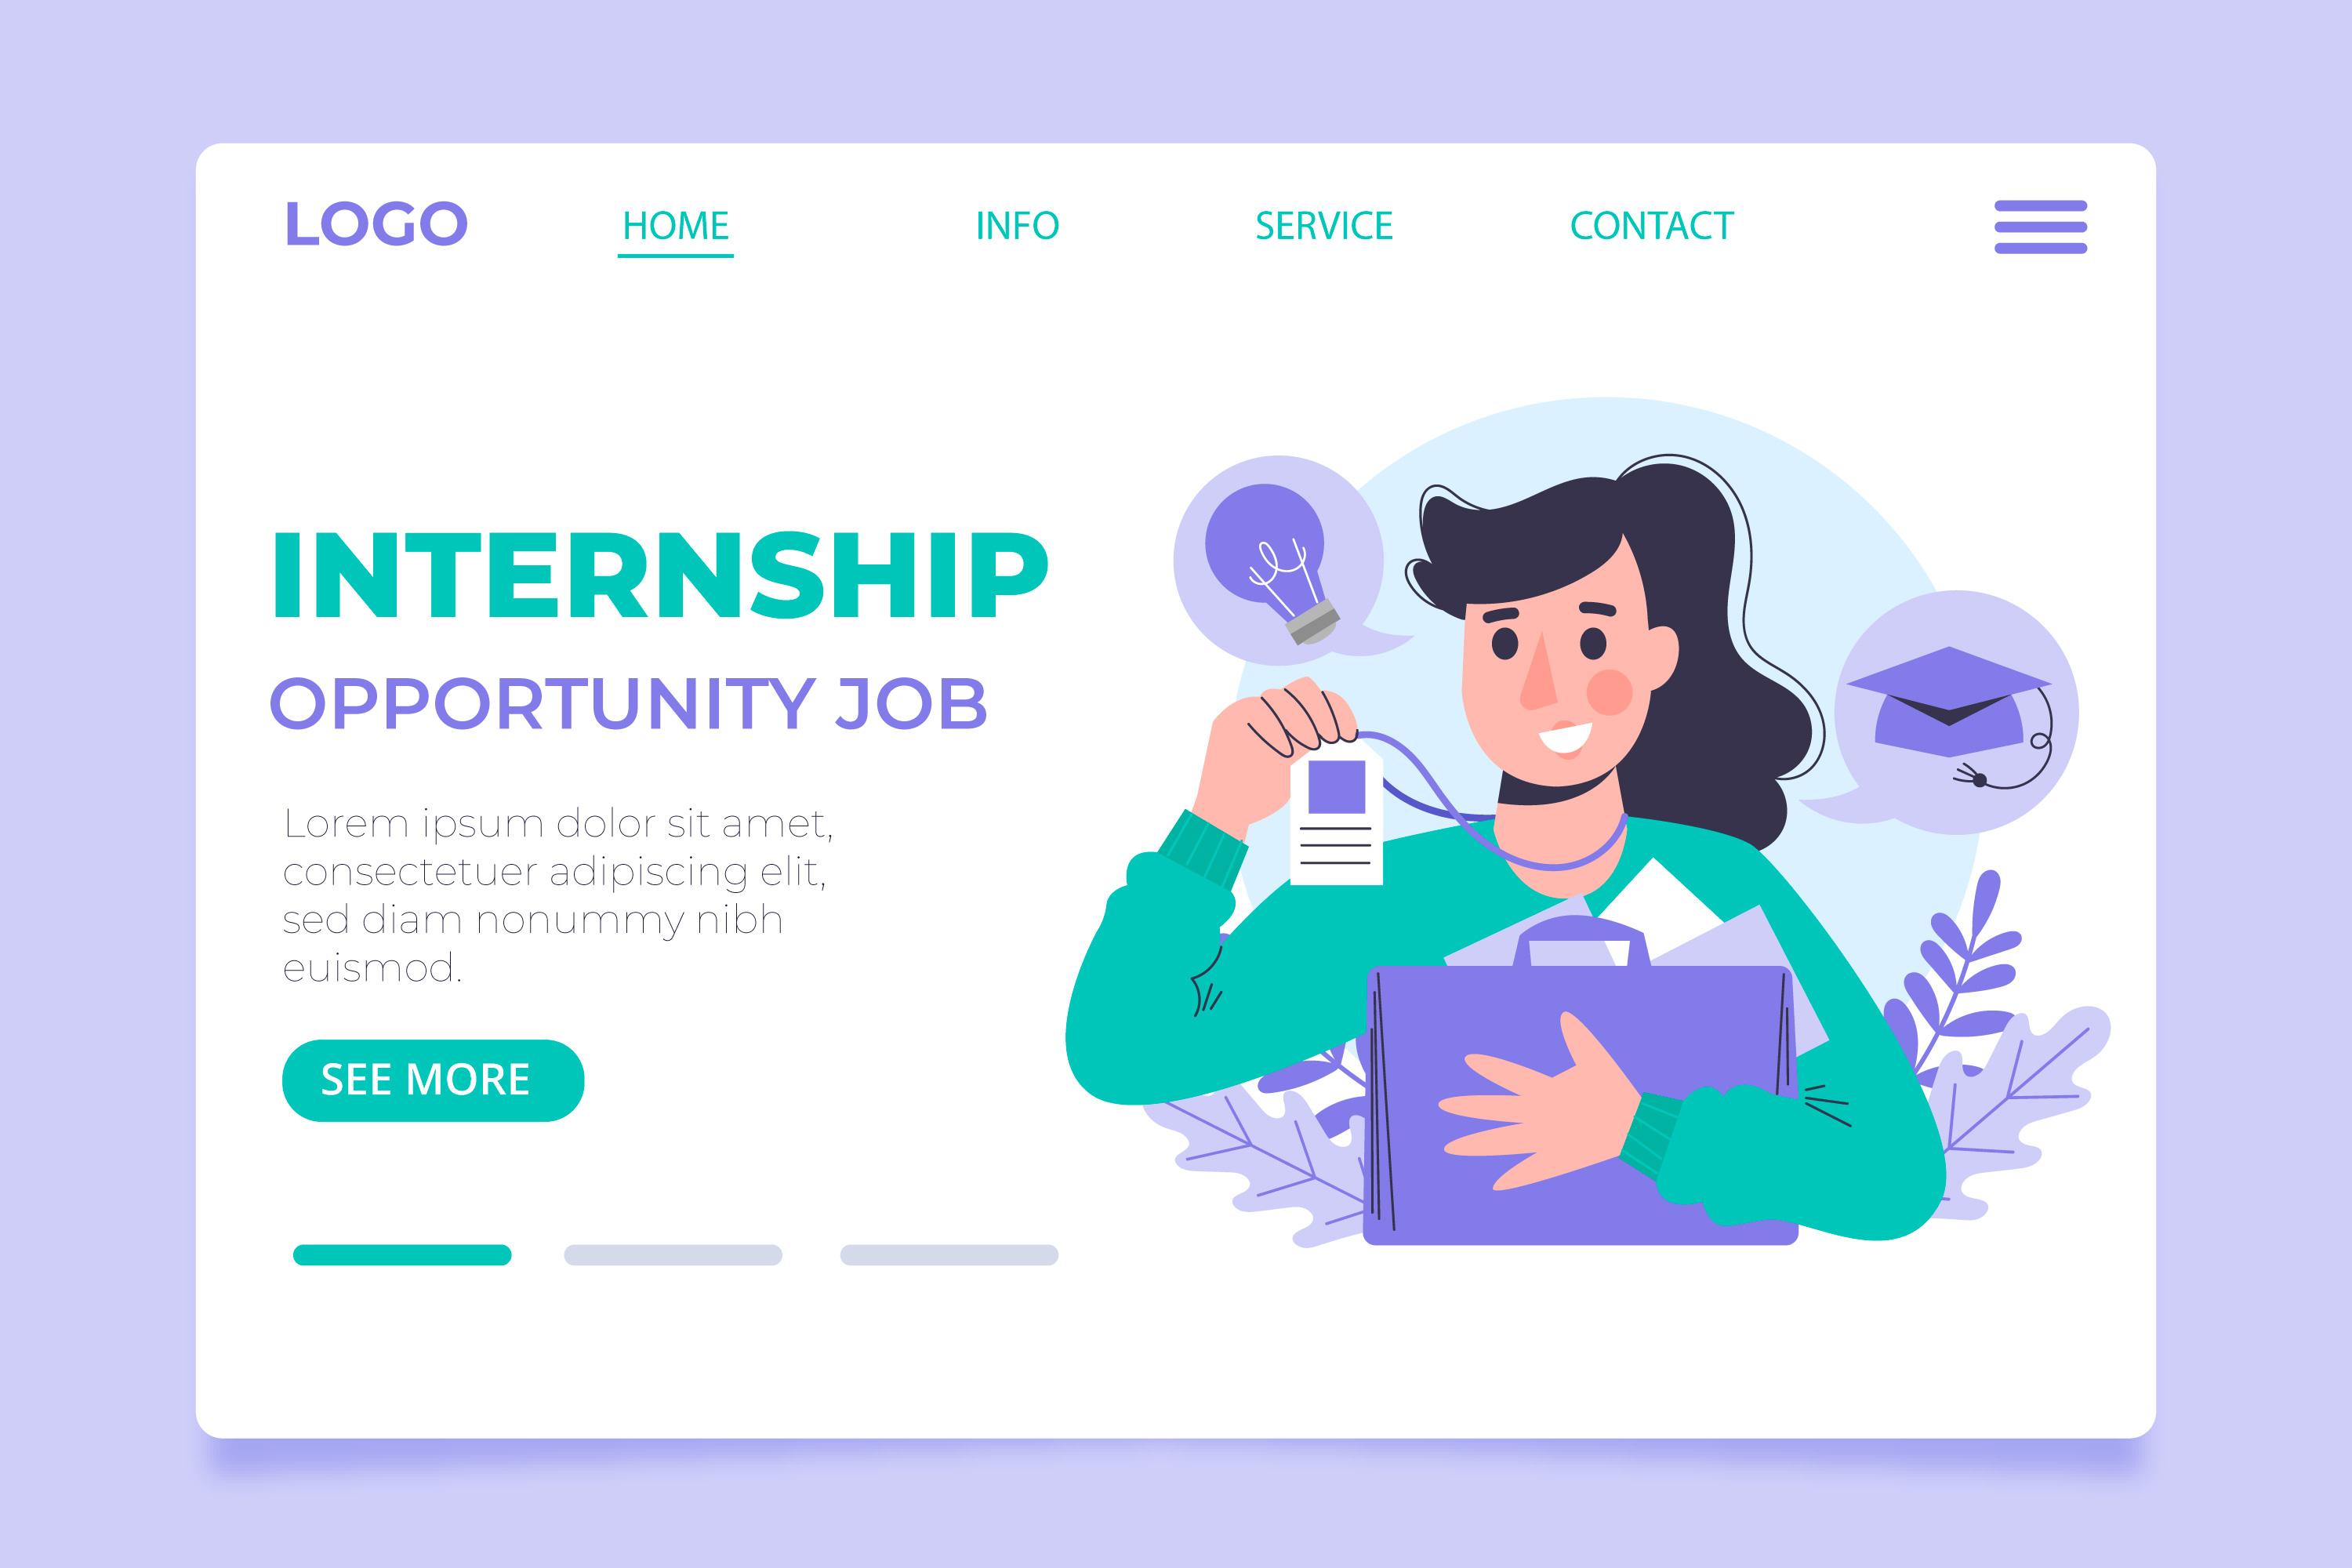 LOGO
HOME
INFO
SERVICE
CONTACT
INTERNSHIP
OPPORTUNITY JOB
Lorem ipsum dolor sit amet,
consectetuer adipiscing elit,
sed diam nonummy nibh
euismod.
SEE MORE